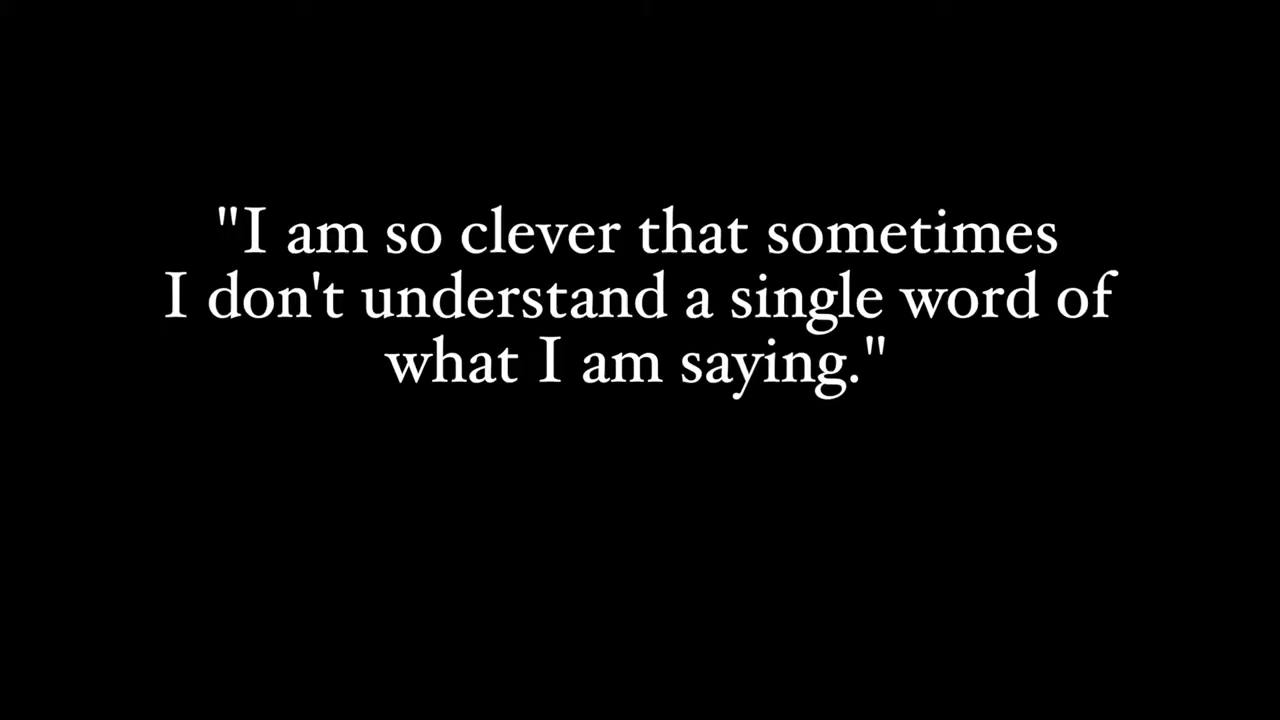 "I am so clever that sometimes
I don't understand a single word of
what I am saying."